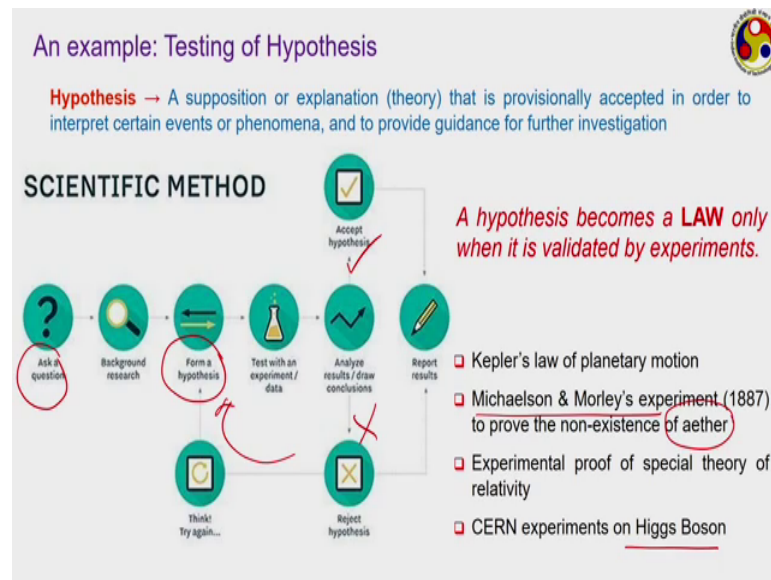 An example: Testing of Hypothesis
Hypothesis → A supposition or explanation (theory) that is provisionally accepted in order to
interpret certain events or phenomena, and to provide guidance for further investigation
SCIENTIFIC METHOD
Accept
hypothesis
A hypothesis becomes a LAW only
when it is validated by experiments.
Ask a
question
Background
research
Form a
hypothesis
Test with an
experiment/
data
Analyze
results/draw
conclusions
Report
results
Think!
Try again...
Reject
hypothesis
Kepler's law of planetary motion
Michaelson & Morley's experiment (1887)
to prove the non-existence of aether
Experimental proof of special theory of
relativity
CERN experiments on Higgs Boson